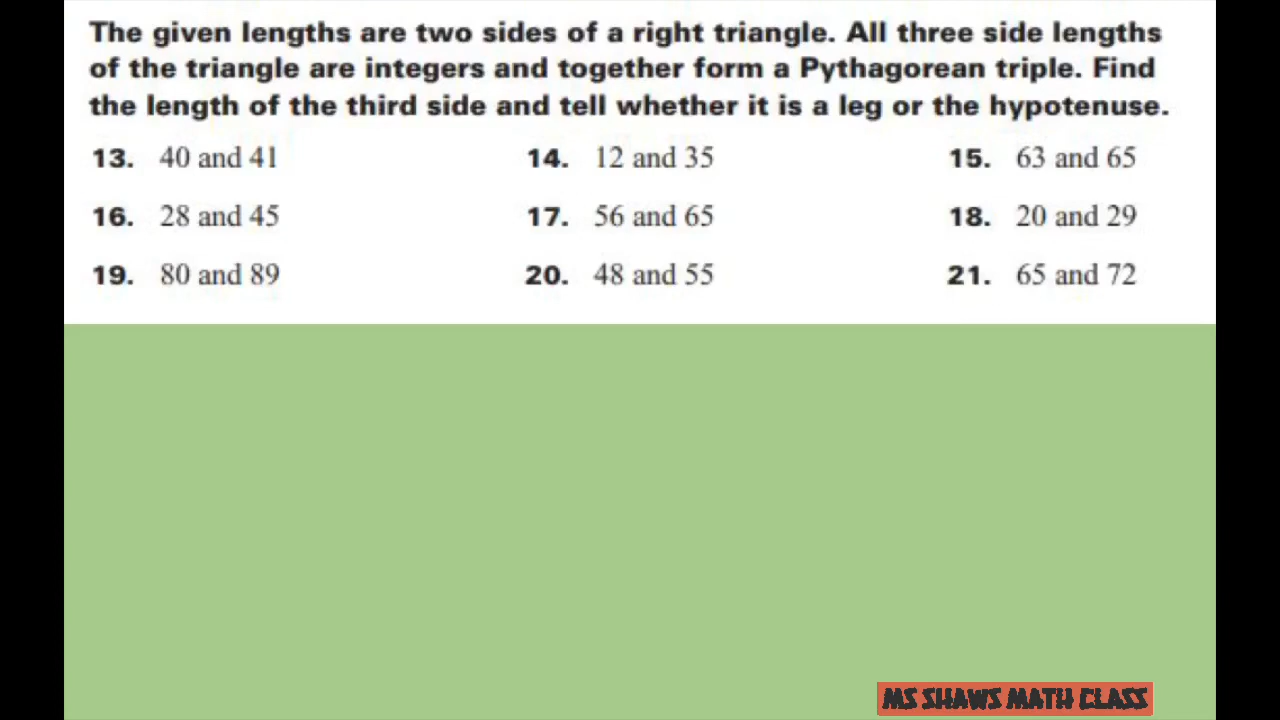 The given lengths are two sides of a right triangle. All three side lengths
of the triangle are integers and together form a Pythagorean triple. Find
the length of the third side and tell whether it is a leg or the hypotenuse.
13. 40 and 41 14. 12 and 35 15. 63 and 65
16. 28 and 45 17. 56 and 65 18. 20 and 29
19. 80 and 89 20. 48 and 55 21. 65 and 72
MS SHAWS MATH CLASS